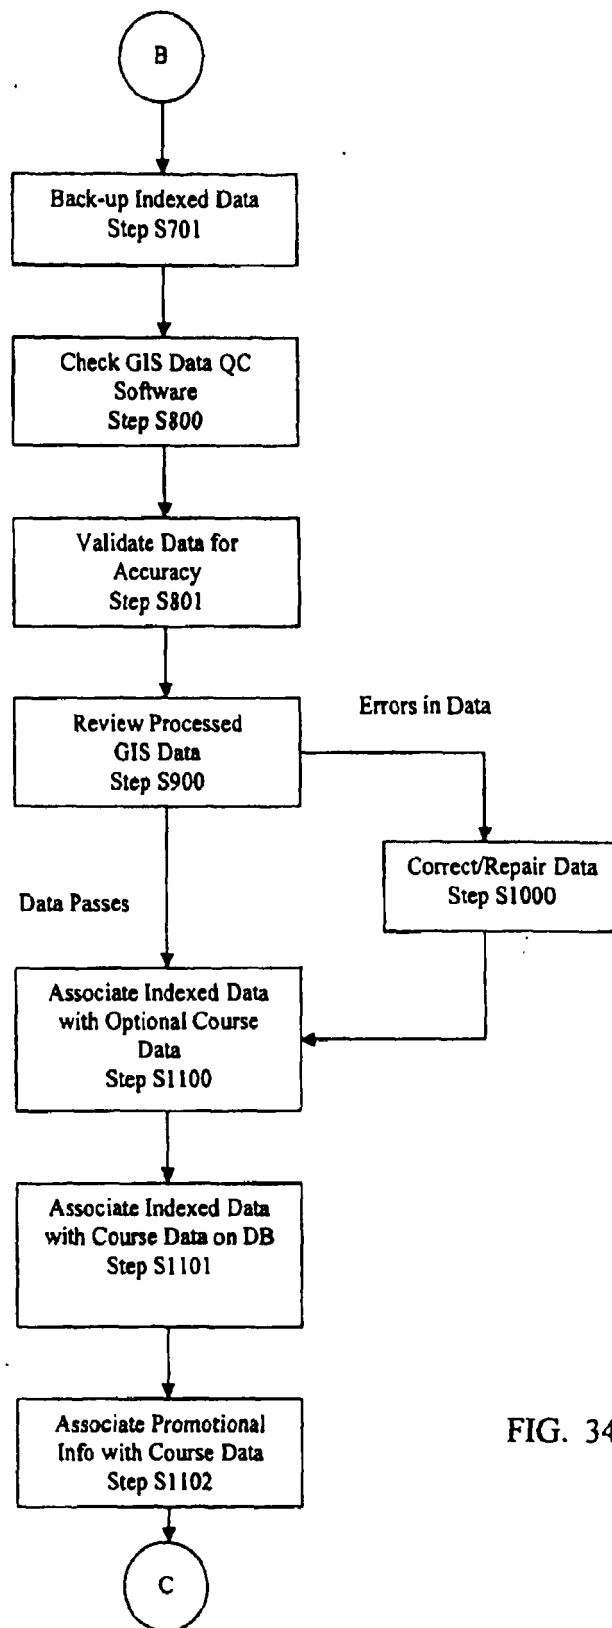 B
Back-up Indexed Data
Step S701
Check GIS Data QC
Software
Step S800
Validate Data for
Accuracy
Step S801
Review Processed
GIS Data
Step S900
Errors in Data
Correct/Repair Data
Step S1000
Data Passes
Associate Indexed Data
with Optional Course
Data
Step S1100
Associate Indexed Data
with Course Data on DB
Step S1101
Associate Promotional
Info with Course Data
Step S1102
FIG. 34
C